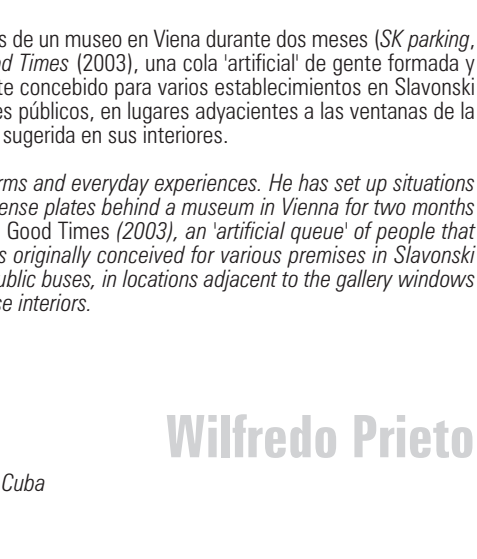 s de un museo en Viena durante dos meses (SK parking,
od Times (2003), una cola 'artificial' de gente formada y
te concebido para varios establecimientos en Slavonski
es públicos, en lugares adyacentes a las ventanas de la
sugerida en sus interiores.
rms and everyday experiences. He has set up situations
ense plates behind a museum in Vienna for two months
Good Times (2003), an 'artificial queue' of people that
s originally conceived for various premises in Slavonski
ublic buses, in locations adjacent to the gallery windows
se interiors.
Wilfredo Prieto
Cuba